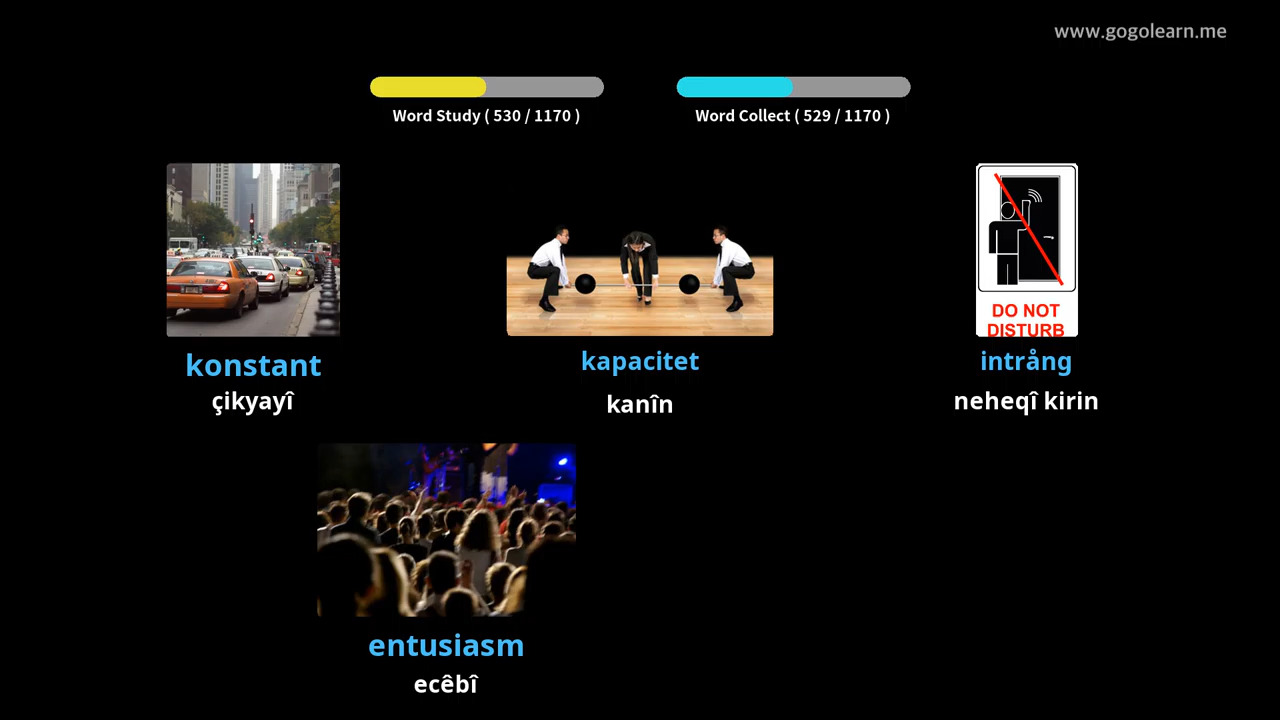 www.gogolearn.me
Word Study ( 530 / 1170 )
Word Collect ( 529 / 1170 )
DO NOT
DISTURB
konstant
çikyayî
kapacitet
kanîn
intrång
neheqî kirin
entusiasm
ecêbî